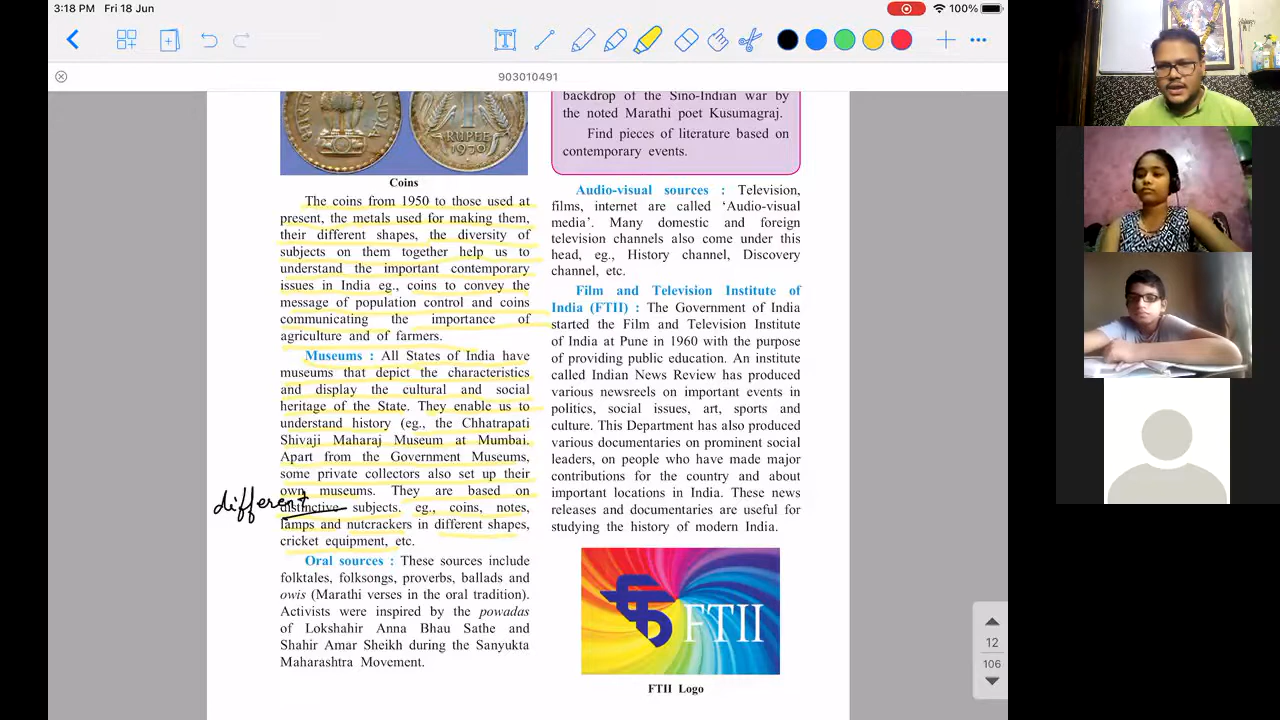 3:18 PM Fri 18 Jun
100%
903010491
RUPEE
1970
Coins
The coins from 1950 to those used at
present, the metals used for making them,
their different shapes, the diversity of
subjects on them together help us to
understand the important contemporary
issues in India eg., coins to convey the
message of population control and coins
communicating the importance of
agriculture and of farmers.
Museums : All States of India have
museums that depict the characteristics
and display the cultural and social
heritage of the State. They enable us to
understand history (eg., the Chhatrapati
Shivaji Maharaj Museum at Mumbai.
Apart from the Government Museums,
some private collectors also set up their
own museums. They are based on
different
distinctive subjects. eg., coins, notes,
lamps and nutcrackers in different shapes,
cricket equipment, etc.
Oral sources : These sources include
folktales, folksongs, proverbs, ballads and
owis (Marathi verses in the oral tradition).
Activists were inspired by the powadas
of Lokshahir Anna Bhau Sathe and
Shahir Amar Sheikh during the Sanyukta
Maharashtra Movement.
backdrop of the Sino-Indian war by
the noted Marathi poet Kusumagraj.
Find pieces of literature based on
contemporary events.
Audio-visual sources : Television,
films, internet are called ‘Audio-visual
media’. Many domestic and foreign
television channels also come under this
head, eg., History channel, Discovery
channel, etc.
Film and Television Institute of
India (FTII) : The Government of India
started the Film and Television Institute
of India at Pune in 1960 with the purpose
of providing public education. An institute
called Indian News Review has produced
various newsreels on important events in
politics, social issues, art, sports and
culture. This Department has also produced
various documentaries on prominent social
leaders, on people who have made major
contributions for the country and about
important locations in India. These news
releases and documentaries are useful for
studying the history of modern India.
FTII
FTII Logo
12
106